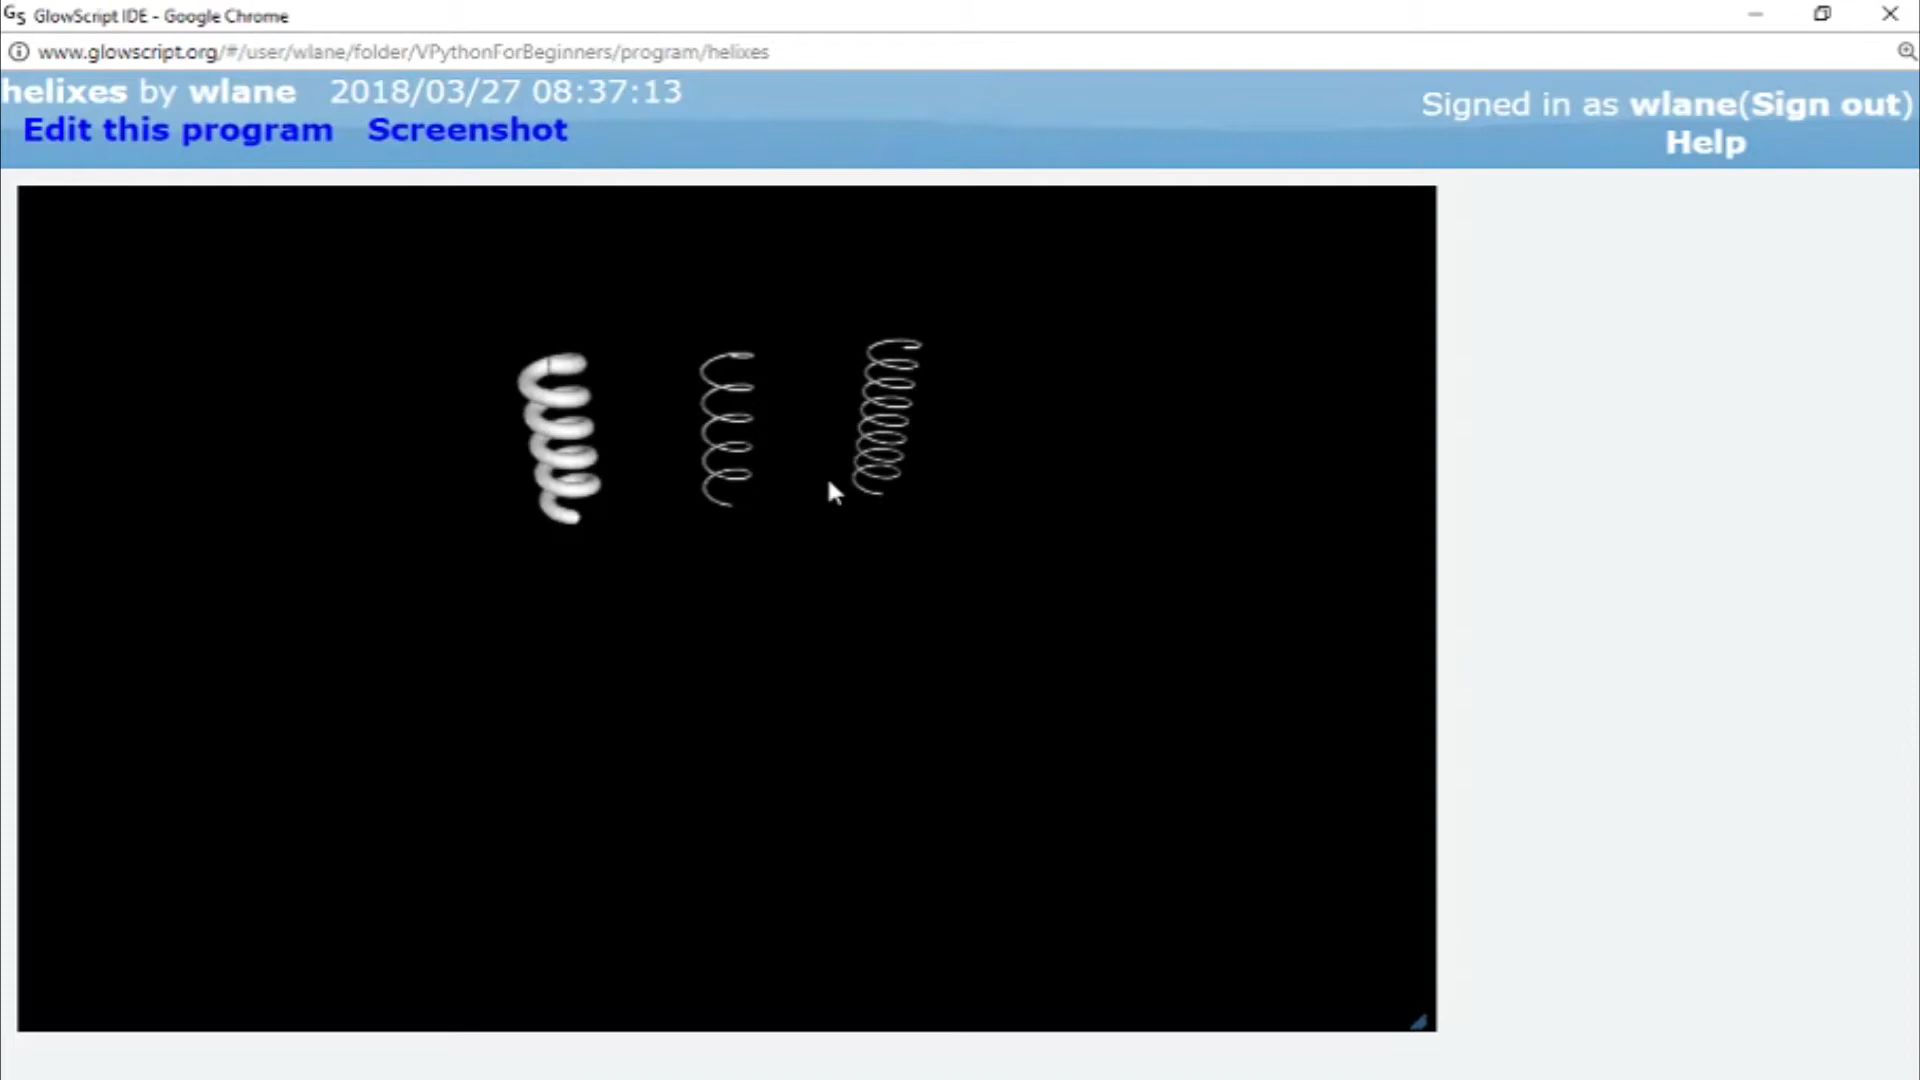 GS GlowScript IDE - Google Chrome
www.glowscript.org/#/user/wlane/folder/VPythonForBeginners/program/helixes
helixes by wlane 2018/03/27 08:37:13
Signed in as wlane(Sign out)
Edit this program Screenshot
Help